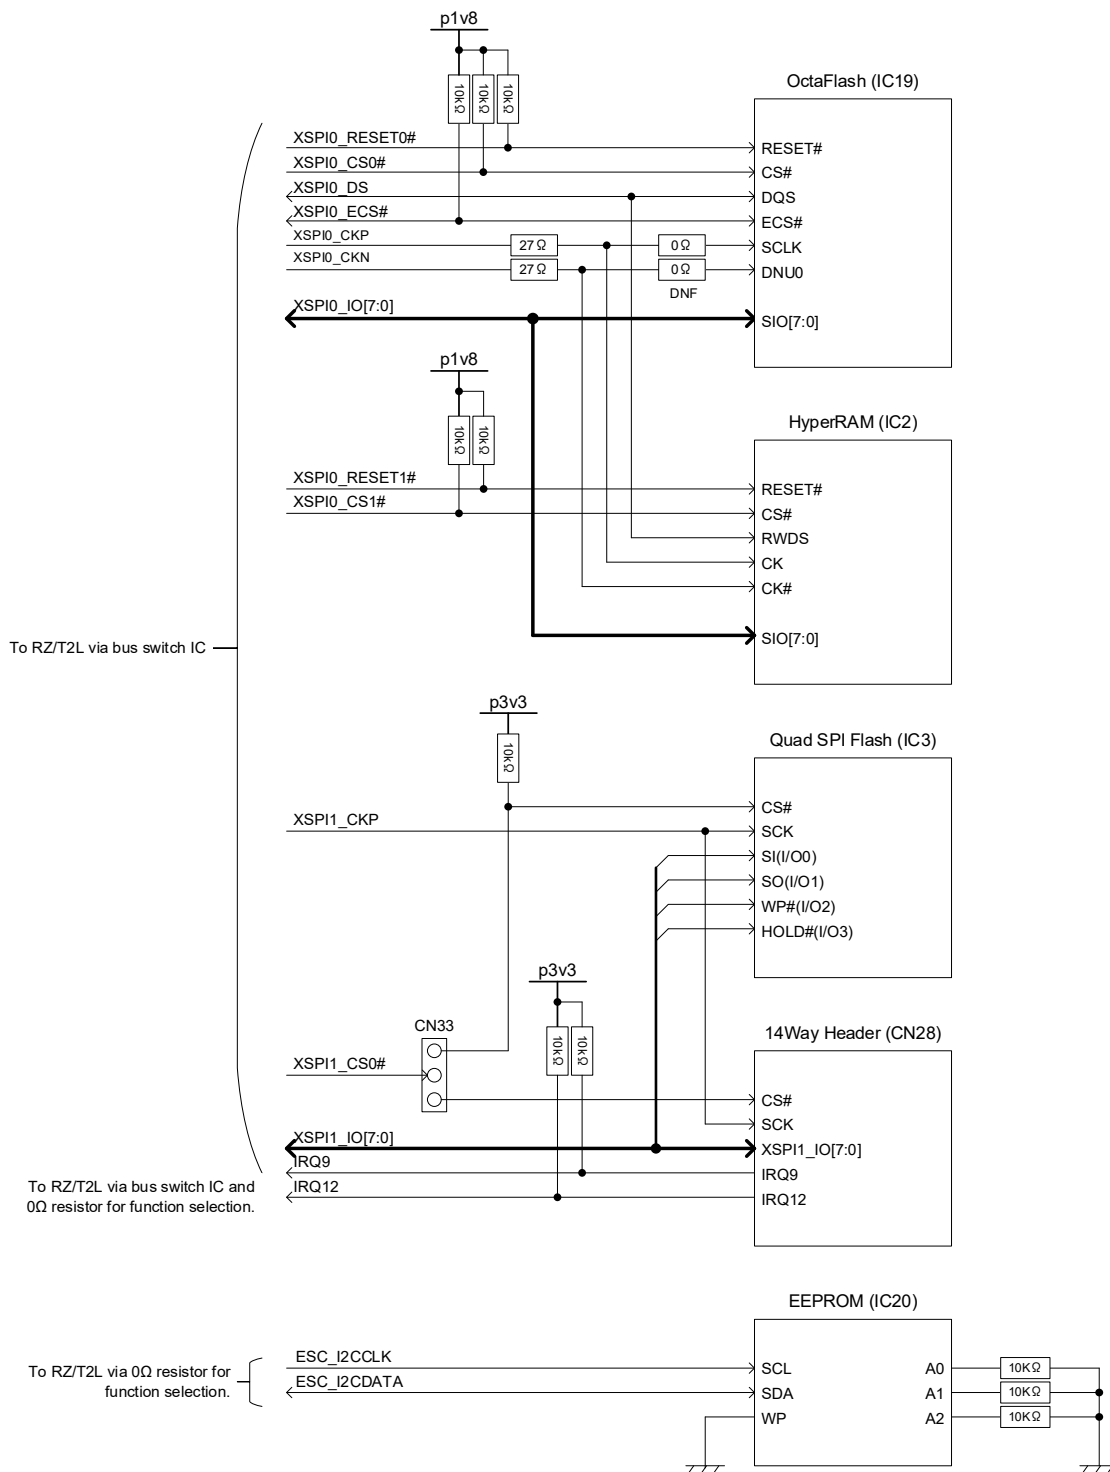 p1v8
10kΩ
10kΩ
10kΩ
OctaFlash (IC19)
XSPI0_RESET0#
RESET#
XSPI0_CS0#
CS#
XSPI0_DS
DQS
XSPI0_ECS#
ECS#
XSPI0_CKP
27Ω
0Ω
SCLK
XSPI0_CKN
27Ω
0Ω
DNU0
DNF
XSPI0_IO[7:0]
SIO[7:0]
p1v8
10kΩ
10kΩ
HyperRAM (IC2)
XSPI0_RESET1#
RESET#
XSPI0_CS1#
CS#
RWDS
CK
CK#
SIO[7:0]
To RZ/T2L via bus switch IC
p3v3
10kΩ
Quad SPI Flash (IC3)
CS#
XSPI1_CKP
SCK
SI(I/O0)
SO(I/O1)
WP#(I/O2)
HOLD#(I/O3)
p3v3
10kΩ
10kΩ
CN33
14Way Header (CN28)
XSPI1_CS0#
CS#
SCK
XSPI1_IO[7:0]
XSPI1_IO[7:0]
IRQ9
IRQ9
IRQ12
IRQ12
To RZ/T2L via bus switch IC and
0Ω resistor for function selection.
EEPROM (IC20)
To RZ/T2L via 0Ω resistor for
function selection.
ESC_I2CCLK
SCL
A0
10KΩ
ESC_I2CDATA
SDA
A1
10KΩ
WP
A2
10KΩ